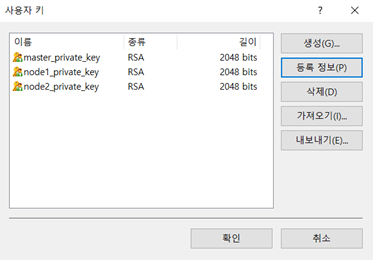 사용자 키
이름 종류 길이
master_private_key RSA 2048 bits
node1_private_key RSA 2048 bits
node2_private_key RSA 2048 bits
생성(G)...
등록 정보(P)
삭제(D)
가져오기(I)...
내보내기(E)...
확인 취소